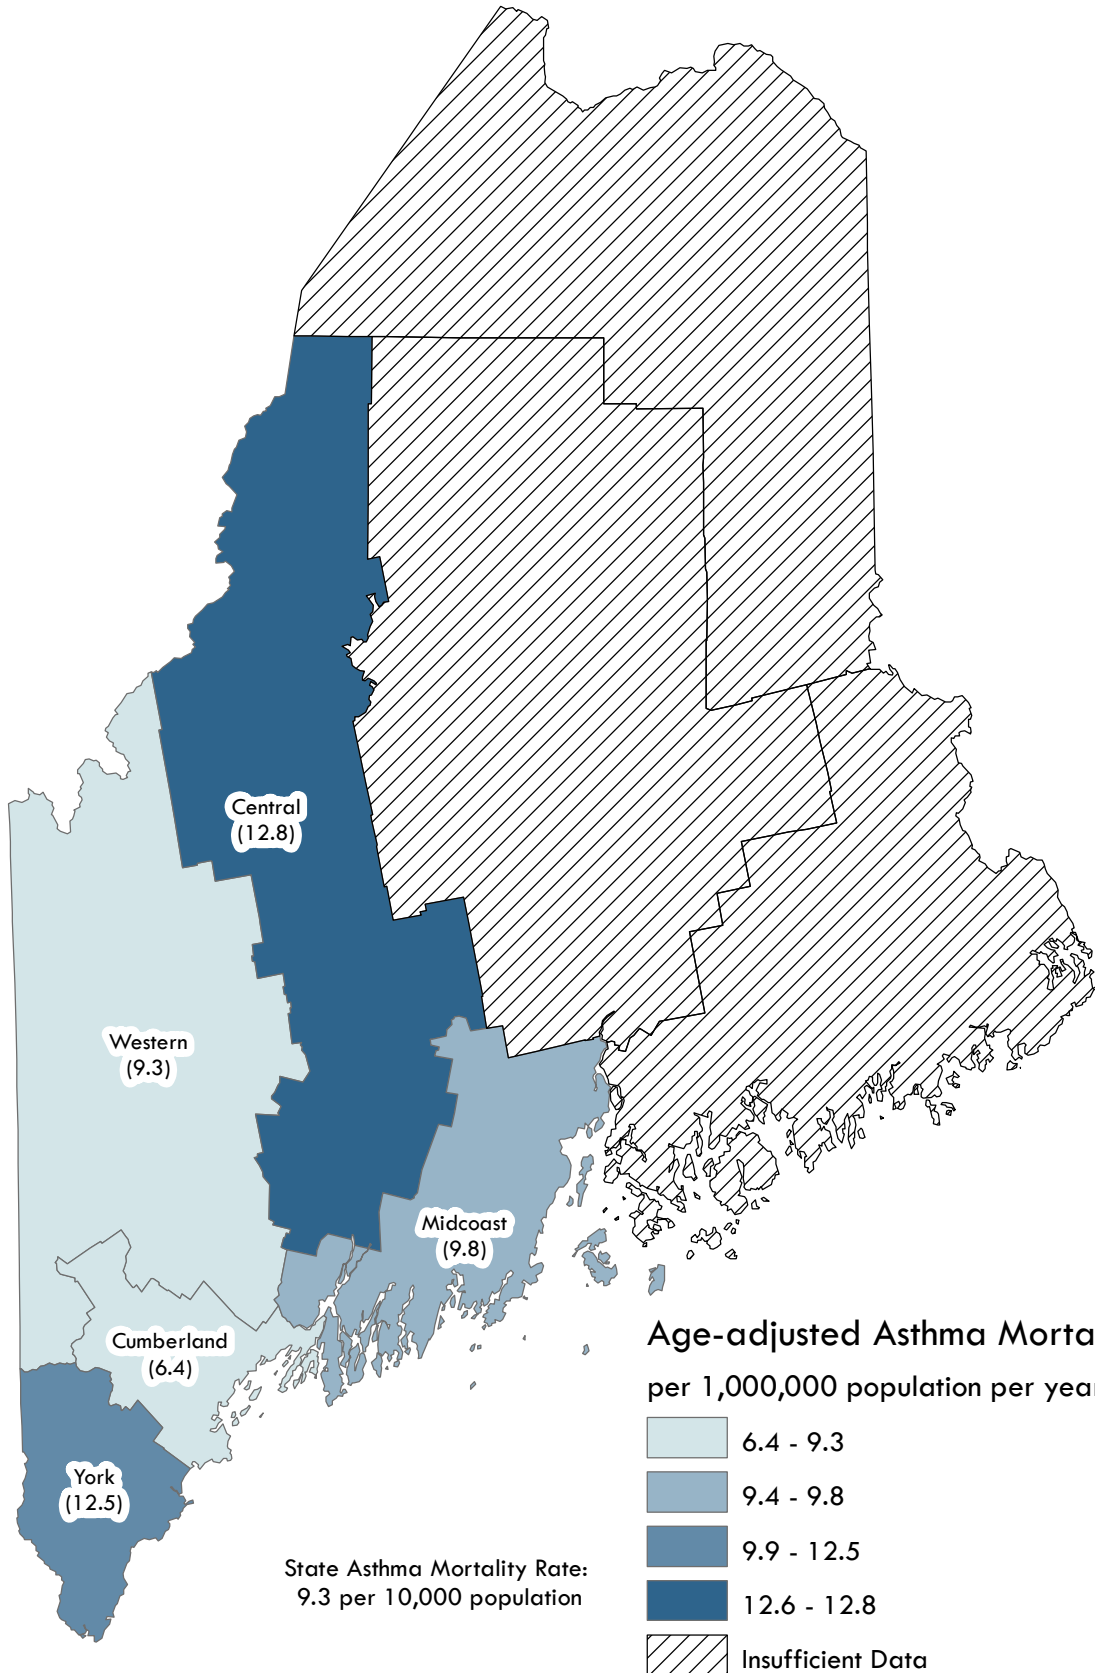 Central
(12.8)
Western
(9.3)
Midcoast
(9.8)
Cumberland
(6.4)
York
(12.5)
State Asthma Mortality Rate:
9.3 per 10,000 population
Age-adjusted Asthma
per 1,000,000 population per year
6.4 - 9.3
9.4 - 9.8
9.9 - 12.5
12.6 - 12.8
Insufficient Data